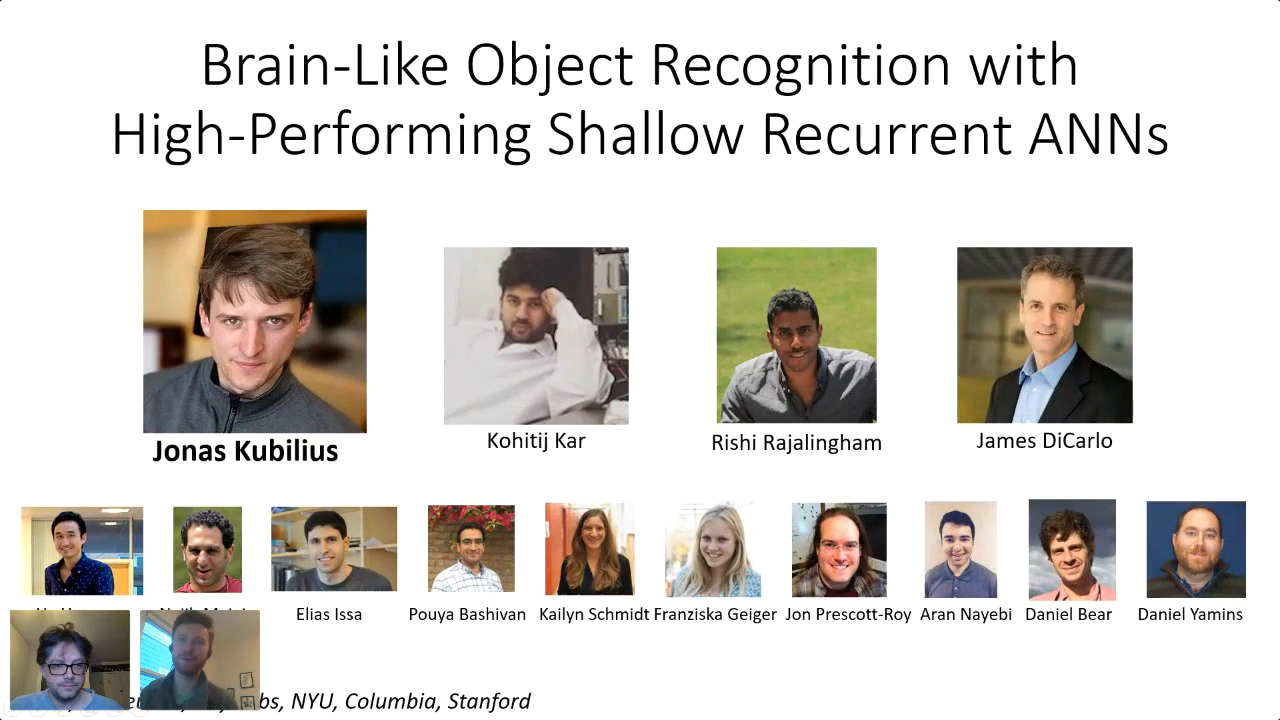 Brain-Like Object Recognition with
High-Performing Shallow Recurrent ANNs
Jonas Kubilius
Kohitij Kar
Rishi Rajalingham
James DiCarlo
Elias Issa
Pouya Bashivan
Kailyn Schmidt
Franziska Geiger
Jon Prescott-Roy
Aran Nayebi
Daniel Bear
Daniel Yamins
NYU, Columbia, Stanford